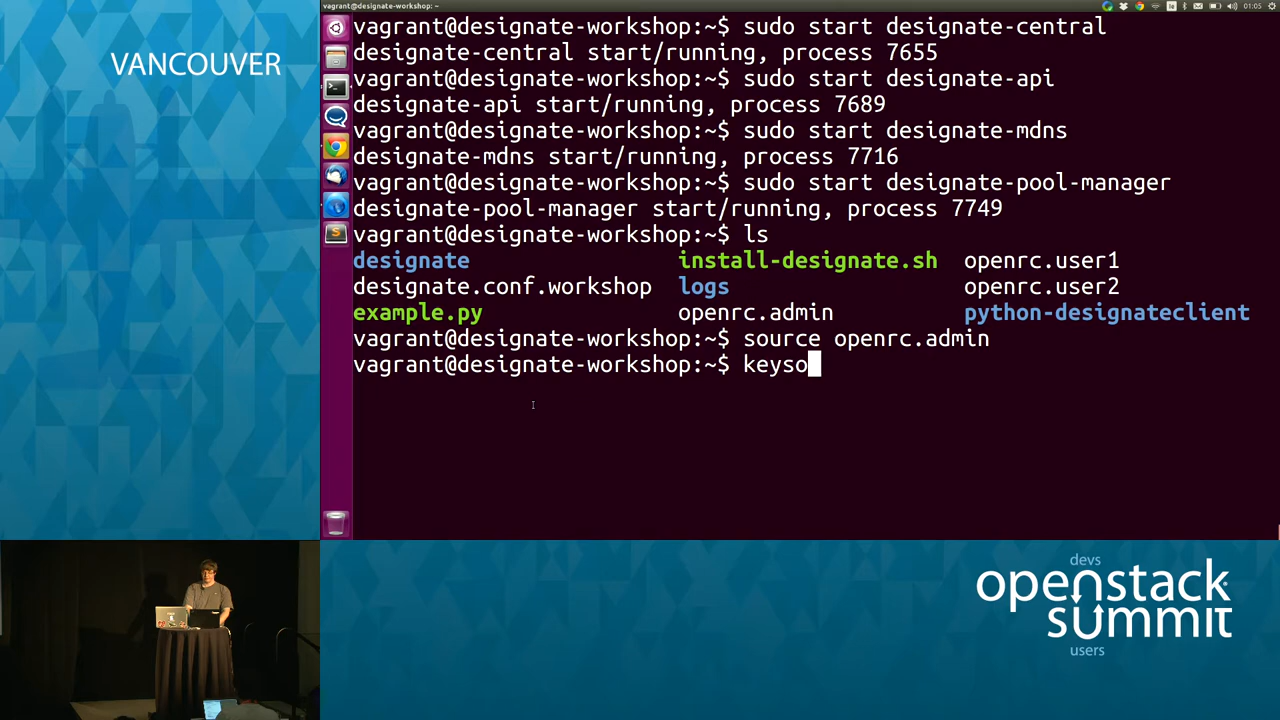 VANCOUVER
vagrant@designate-workshop: ~
01:05
vagrant@designate-workshop:~$ sudo start designate-central
designate-central start/running, process 7655
vagrant@designate-workshop:~$ sudo start designate-api
designate-api start/running, process 7689
vagrant@designate-workshop:~$ sudo start designate-mdns
designate-mdns start/running, process 7716
vagrant@designate-workshop:~$ sudo start designate-pool-manager
designate-pool-manager start/running, process 7749
vagrant@designate-workshop:~$ ls
designate install-designate.sh openrc.user1
designate.conf.workshop logs openrc.user2
example.py openrc.admin python-designateclient
vagrant@designate-workshop:~$ source openrc.admin
vagrant@designate-workshop:~$ keyso
devs
openstack
summit
users